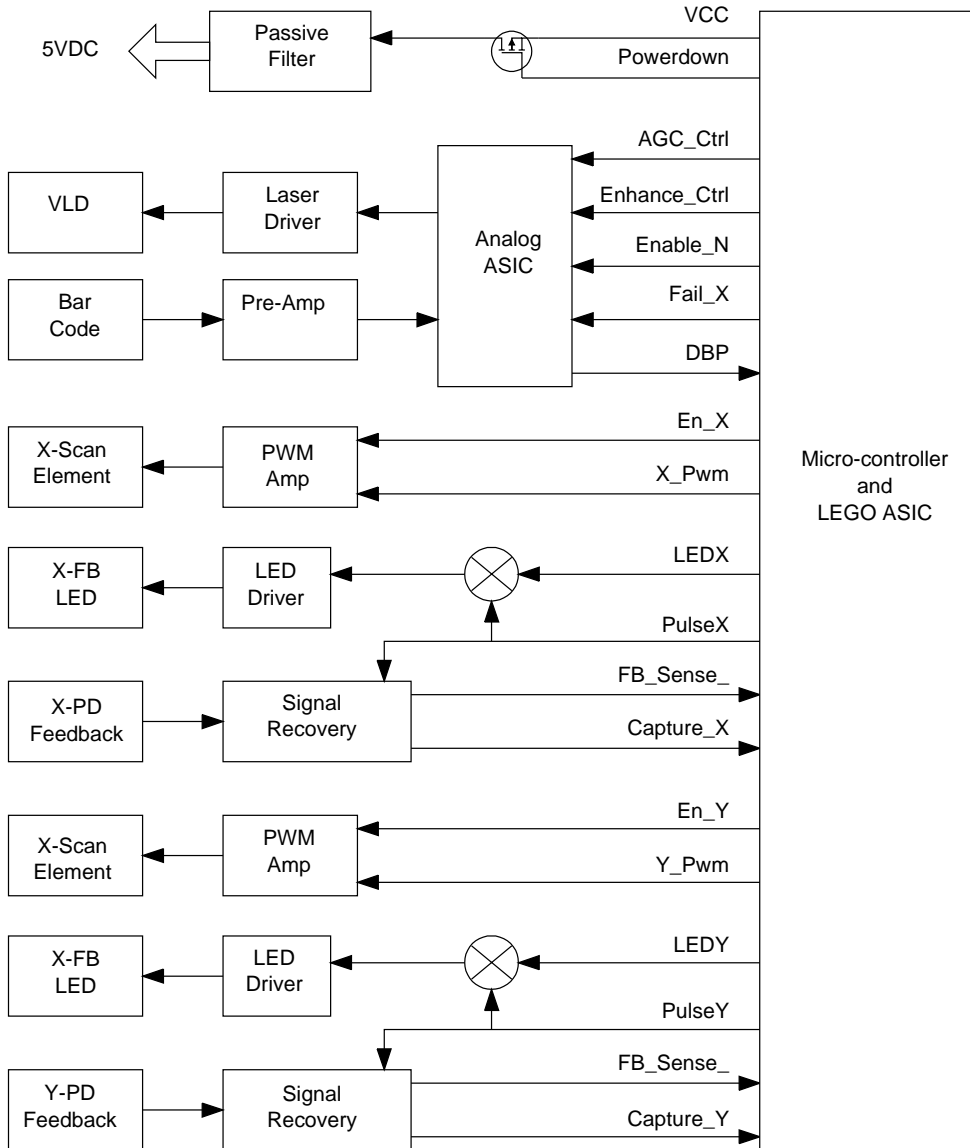 VCC
5VDC
Passive
Filter
Powerdown
AGC_Ctrl
VLD
Laser
Driver
Enhance_Ctrl
Analog
ASIC
Enable_N
Bar
Code
Pre-Amp
Fail_X
DBP
En_X
X-Scan
Element
PWM
Amp
X_Pwm
Micro-controller
and
LEGO ASIC
X-FB
LED
LED
Driver
LEDX
PulseX
X-PD
Feedback
Signal
Recovery
FB_Sense_
Capture_X
En_Y
X-Scan
Element
PWM
Amp
Y_Pwm
X-FB
LED
LED
Driver
LEDY
PulseY
Y-PD
Feedback
Signal
Recovery
FB_Sense_
Capture_Y